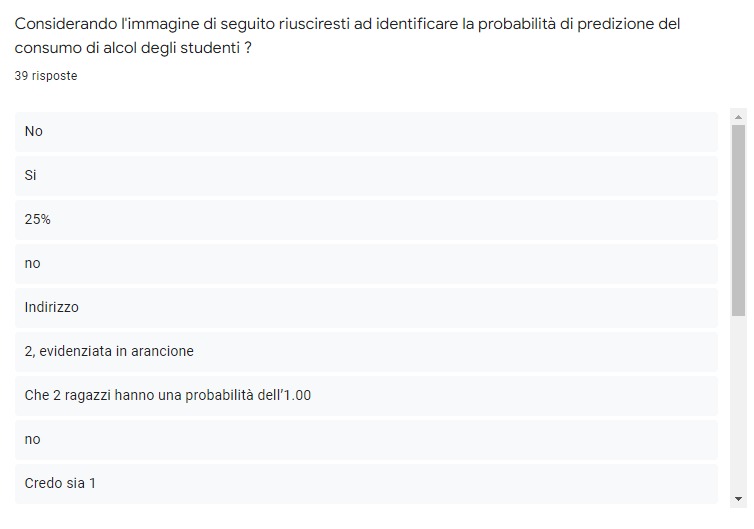 Considerando l'immagine di seguito riusciresti ad identificare la probabilità di predizione del
consumo di alcol degli studenti ?
39 risposte
No
Si
25%
no
Indirizzo
2, evidenziata in arancione
Che 2 ragazzi hanno una probabilità dell'1.00
no
Credo sia 1